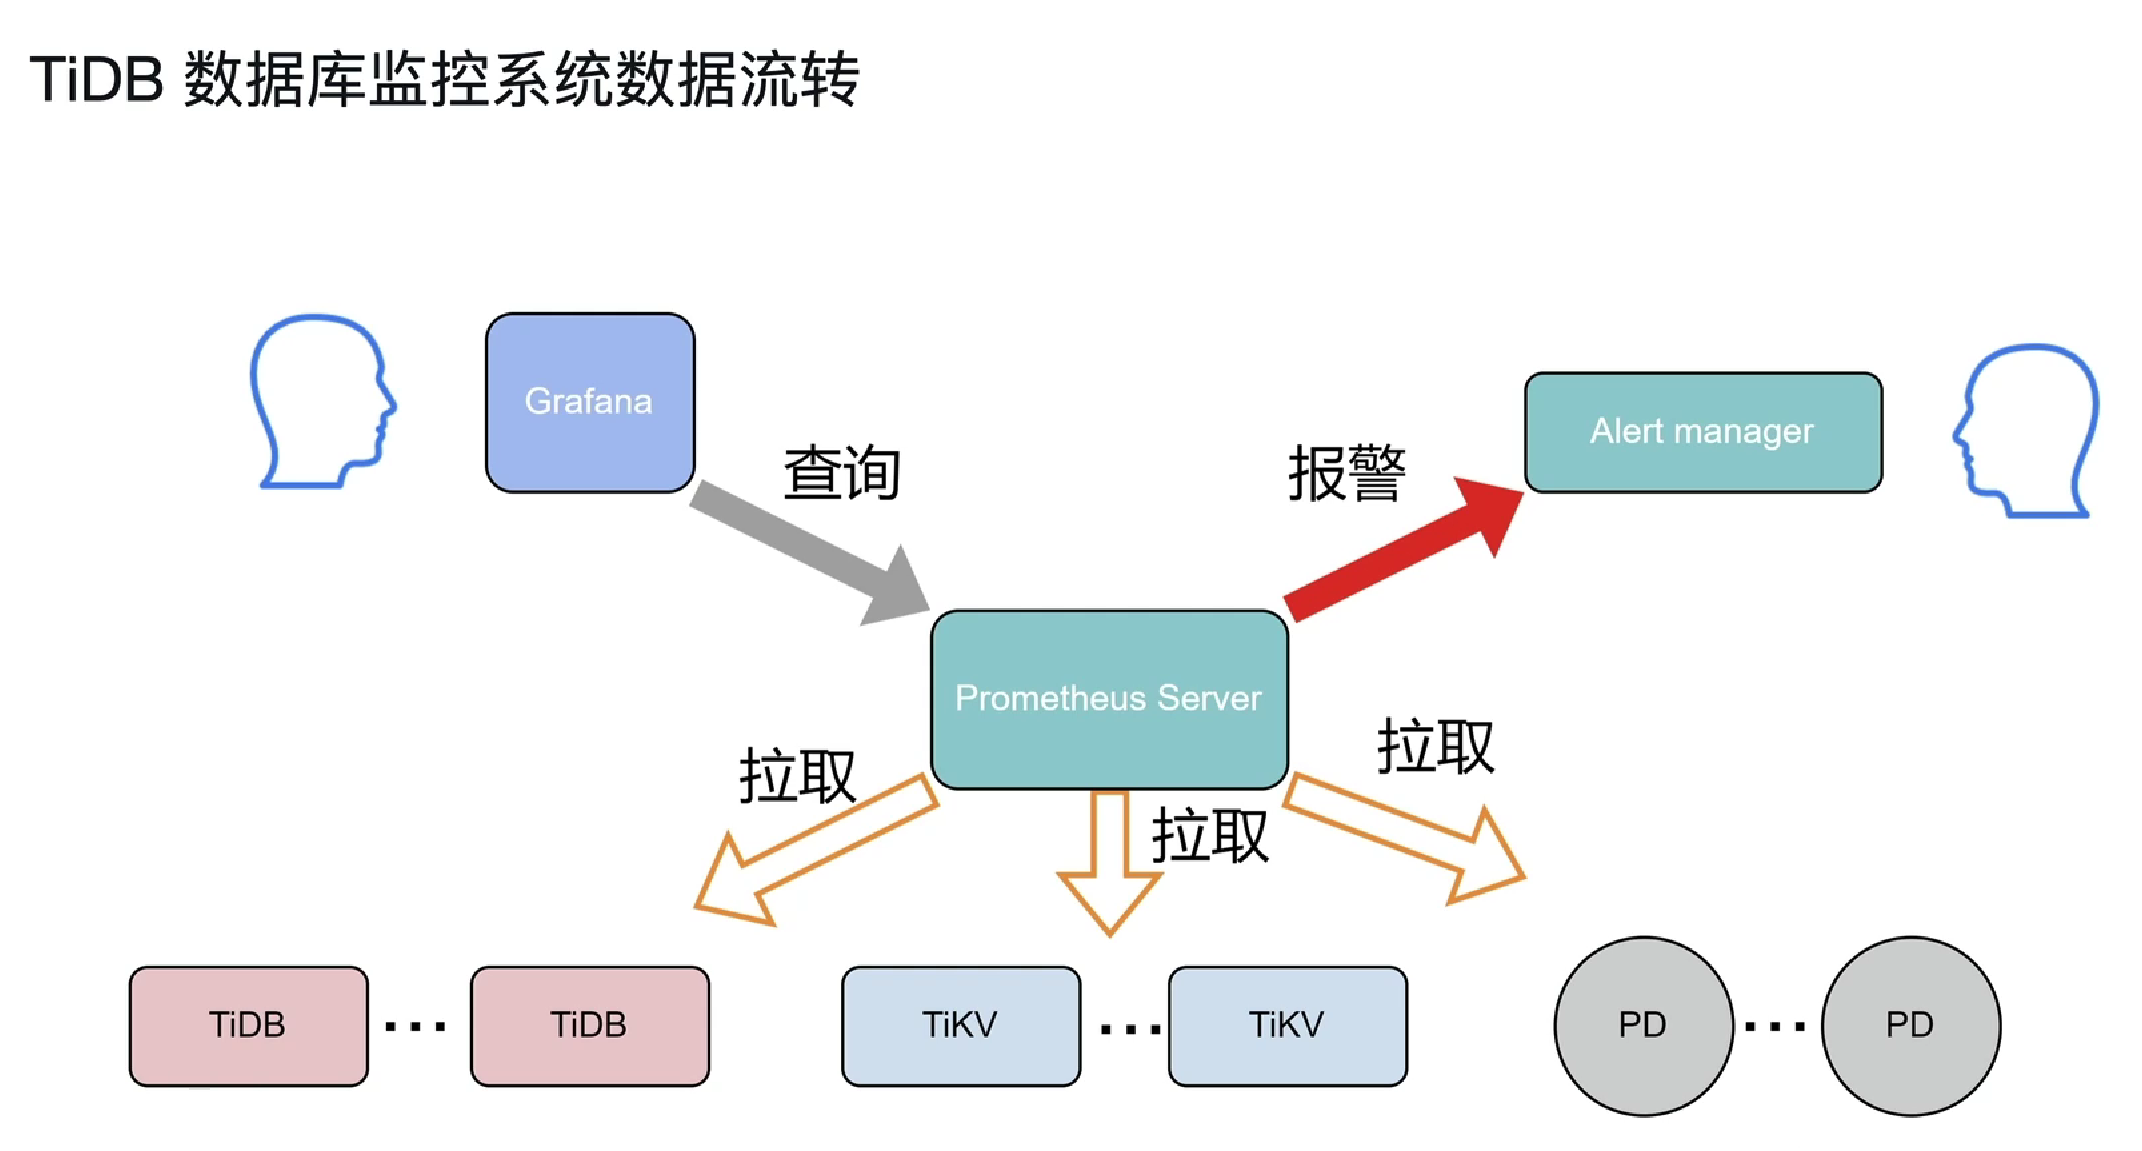 TiDB 数据库监控系统数据流转
Grafana
查询
报警
Alert manager
Prometheus Server
拉取
拉取
拉取
TiDB
...
TiDB
TiKV
...
TiKV
PD
...
PD